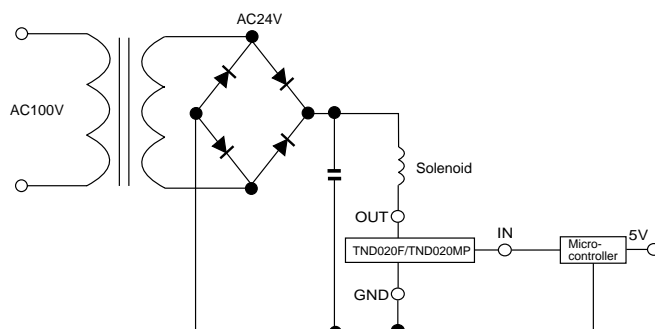 AC24V
AC100V
Solenoid
OUT
IN
5V
TND020F/TND020MP
Micro-
controller
GND